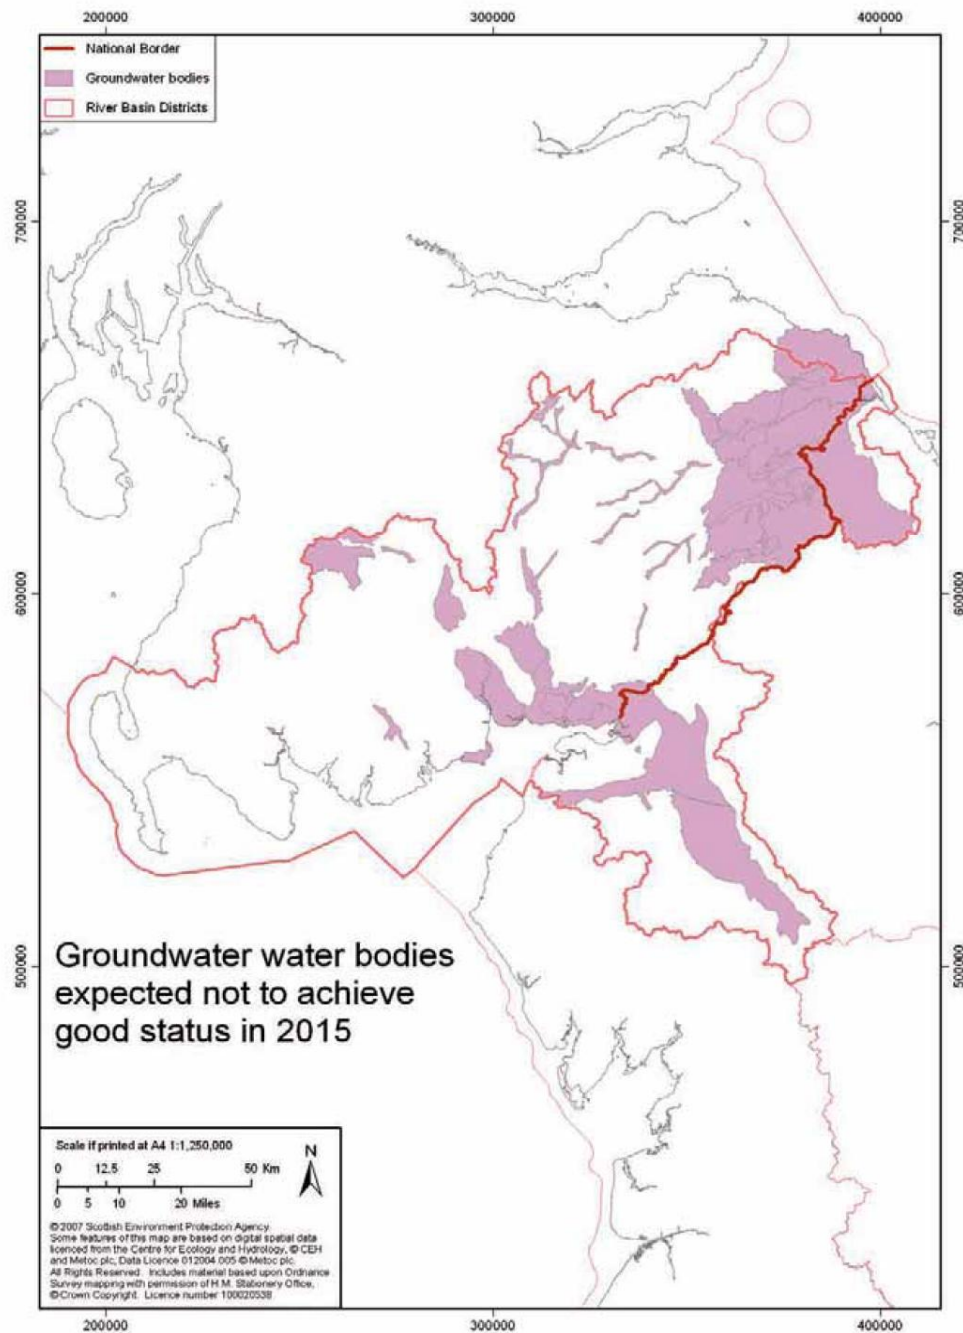 200000 300000 400000
National Border
Groundwater bodies
River Basin Districts
700000 700000
600000 600000
500000 500000
Groundwater water bodies
expected not to achieve
good status in 2015
Scale if printed at A4 1:1,250,000
0 12.5 25 50 Km
0 5 10 20 Miles
N
© 2007 Scottish Environment Protection Agency.
Some features of this map are based on digital spatial data
licenced from the Centre for Ecology and Hydrology, © CEH
and Metoc plc, Data Licence 012004.005 © Metoc plc.
All Rights Reserved. Includes material based upon Ordnance
Survey mapping with permission of H.M. Stationery Office,
© Crown Copyright. Licence number 100020538
200000 300000 400000